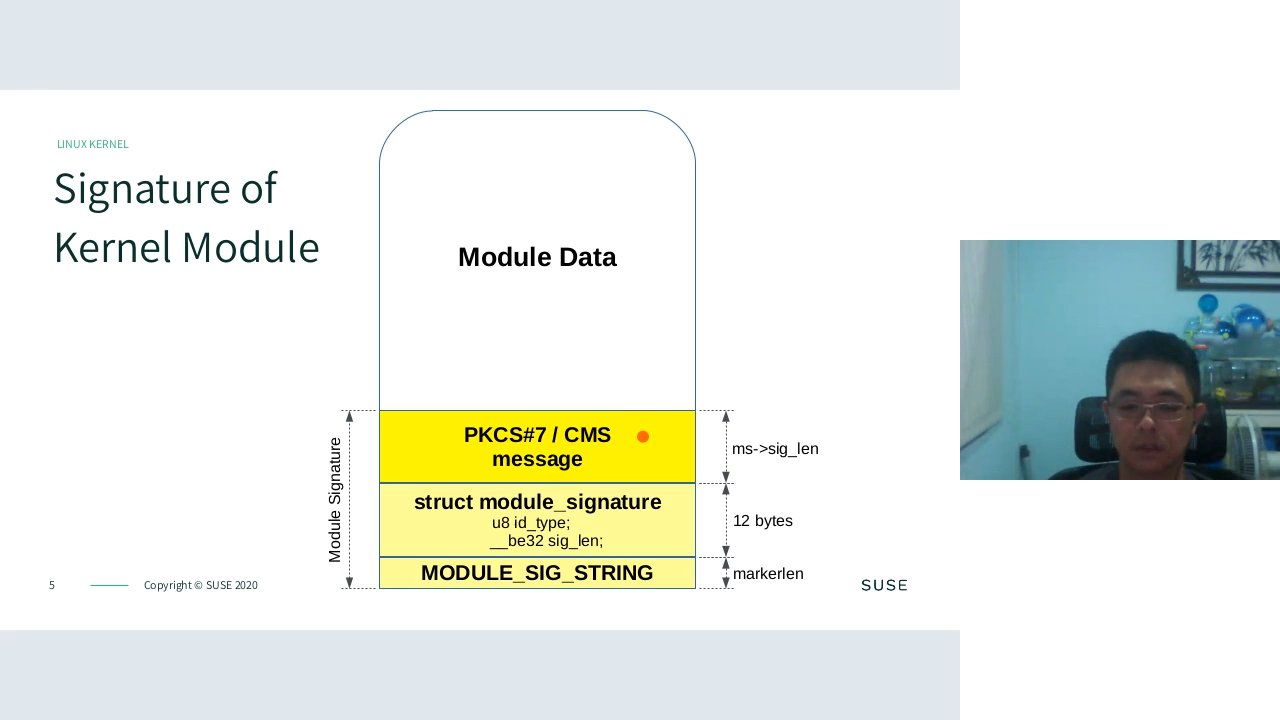 LINUX KERNEL
Signature of
Kernel Module
Module Data
Module Signature
PKCS#7 / CMS
message
ms->sig_len
struct module_signature
u8 id_type;
__be32 sig_len;
12 bytes
MODULE_SIG_STRING
markerlen
5
Copyright © SUSE 2020
SUSE